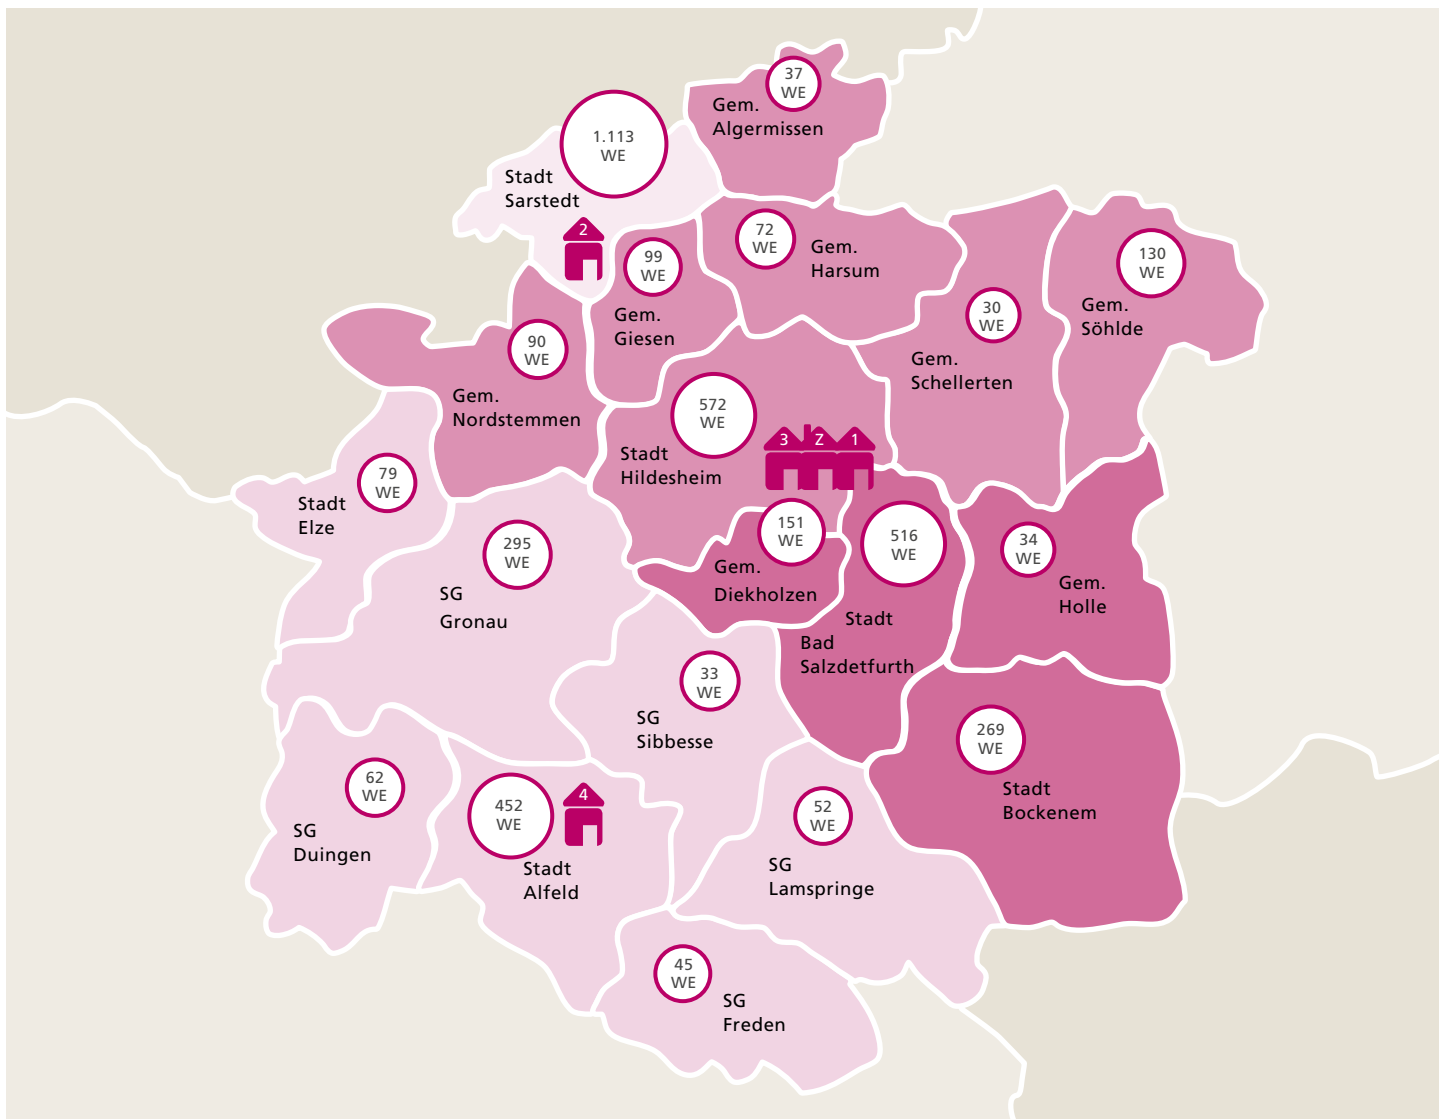 37
WE
Gem.
Algermissen
1.113
WE
Stadt
Sarstedt
2
99
WE
Gem.
Giesen
72
WE
Gem.
Harsum
30
WE
Gem.
Schellerten
130
WE
Gem.
Söhlde
90
WE
Gem.
Nordstemmen
572
WE
Stadt
Hildesheim
3 Z 1
79
WE
Stadt
Elze
295
WE
SG
Gronau
151
WE
Gem.
Diekholzen
516
WE
Stadt
Bad
Salzdetfurth
34
WE
Gem.
Holle
33
WE
SG
Sibbesse
269
WE
Stadt
Bockenem
62
WE
SG
Duingen
452
WE
4
Stadt
Alfeld
52
WE
SG
Lamspringe
45
WE
SG
Freden